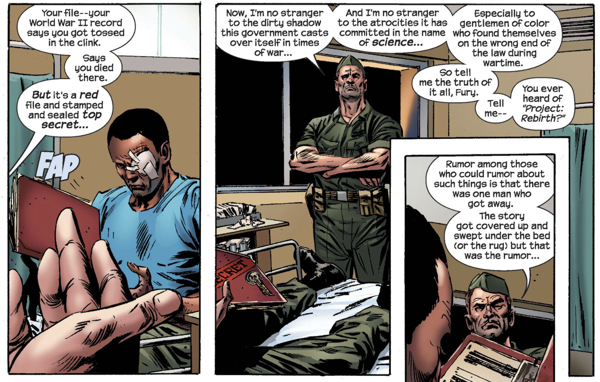 Your file--your
World War II record
says you got tossed
in the clink.
Says
you died
there.
But it's a red
file and stamped
and sealed top
secret...
FAP
Now, I'm no stranger
to the dirty shadow
this government casts
over itself in times
of war...
And I'm no stranger
to the atrocities it has
committed in the name
of science...
Especially to
gentlemen of color
who found themselves
on the wrong end of
the law during
wartime.
So tell
me the truth of
it all, Fury.
Tell
me--
You ever
heard of
"Project:
Rebirth?"
Rumor among those
who could rumor about
such things is that there
was one man who
got away.
The story
got covered up and
swept under the bed
(or the rug) but that
was the rumor...